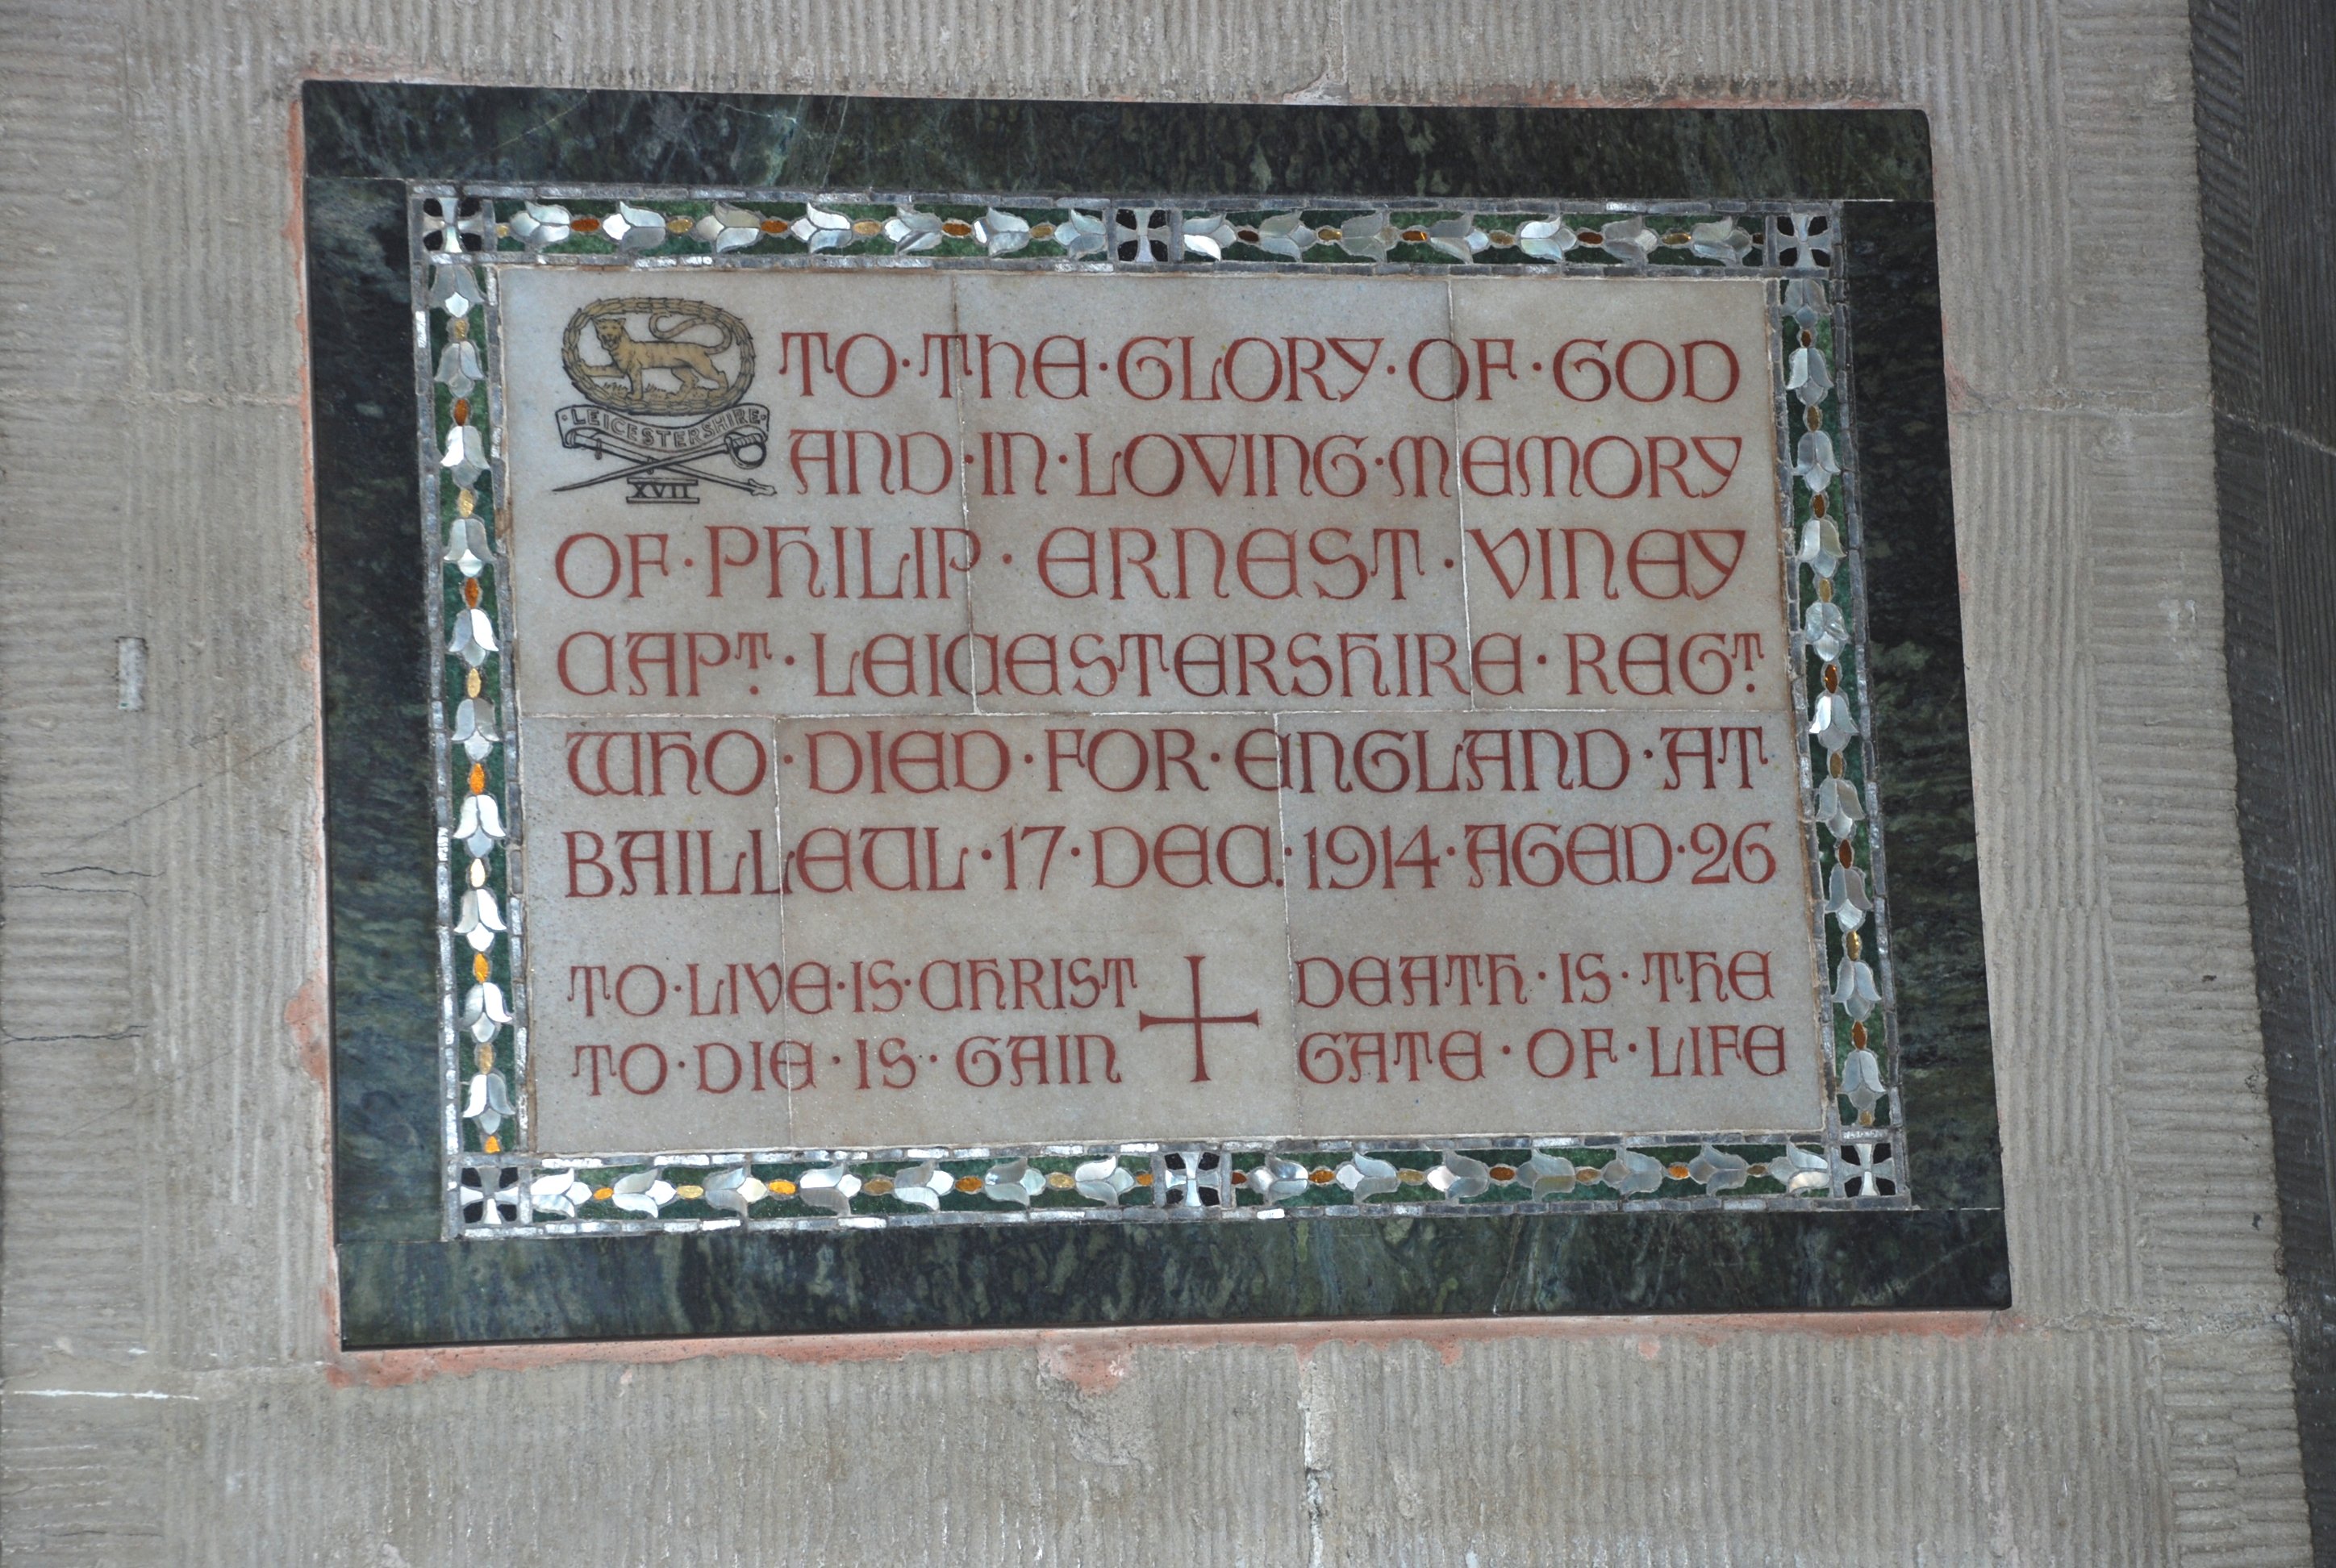 LEICESTERSHIRE
XVII
TO·THE·GLORY·OF·GOD
AND·IN·LOVING·MEMORY
OF·PHILIP·ERNEST·VINEY
CAPT.·LEICESTERSHIRE·REGT.
WHO·DIED·FOR·ENGLAND·AT
BAILLEUL·17·DEC.·1914·AGED·26
TO·LIVE·IS·CHRIST
TO·DIE·IS·GAIN
DEATH·IS·THE
GATE·OF·LIFE